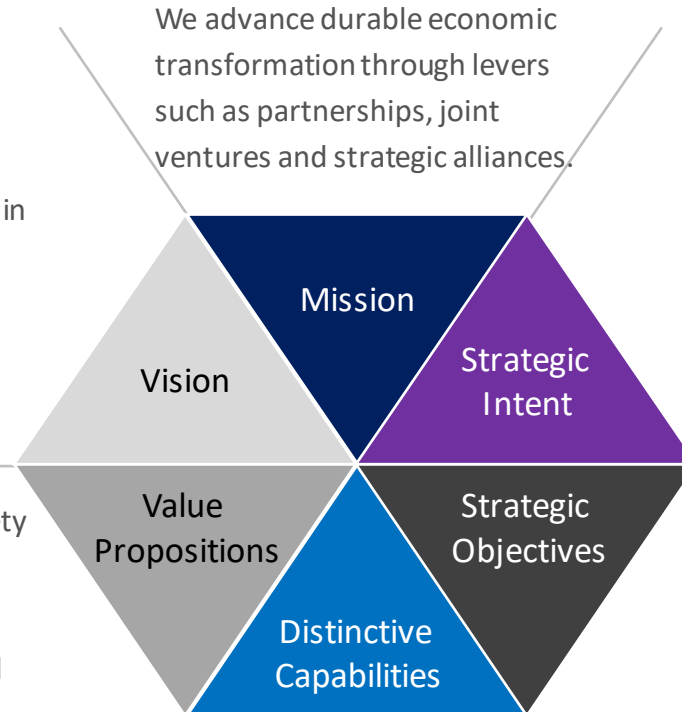 We advance durable economic
transformation through levers
such as partnerships, joint
ventures and strategic alliances.
in
Mission
Strategic
Intent
Vision
Value
Propositions
Strategic
Objectives
Distinctive
Capabilities